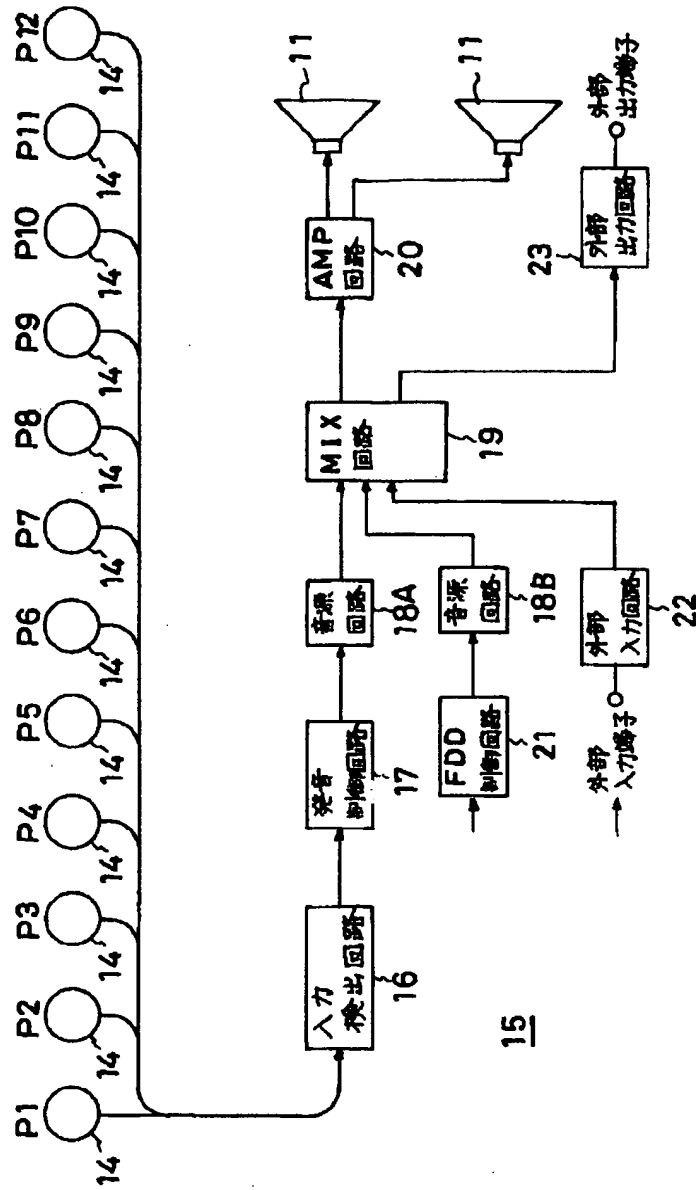 P1
P2
P3
P4
P5
P6
P7
P8
P9
P10
P11
P12
14
14
14
14
14
14
14
14
14
14
14
14
入力
検出回路
16
発音
制御回路
17
音源
回路
18A
MIX
回路
19
AMP
回路
20
11
11
FDD
制御回路
21
音源
回路
18B
外部
入力端子
外部
入力回路
22
外部
出力回路
23
外部
出力端子
15